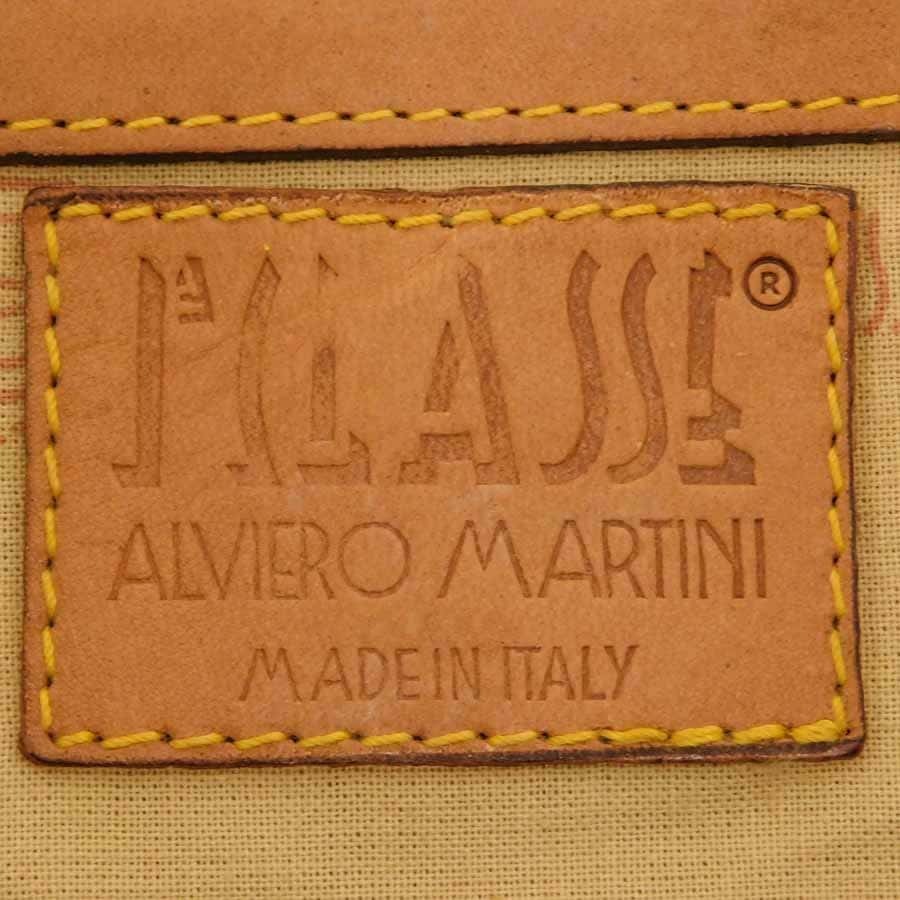 1ᴬ CLASSE®
ALVIERO MARTINI
MADE IN ITALY